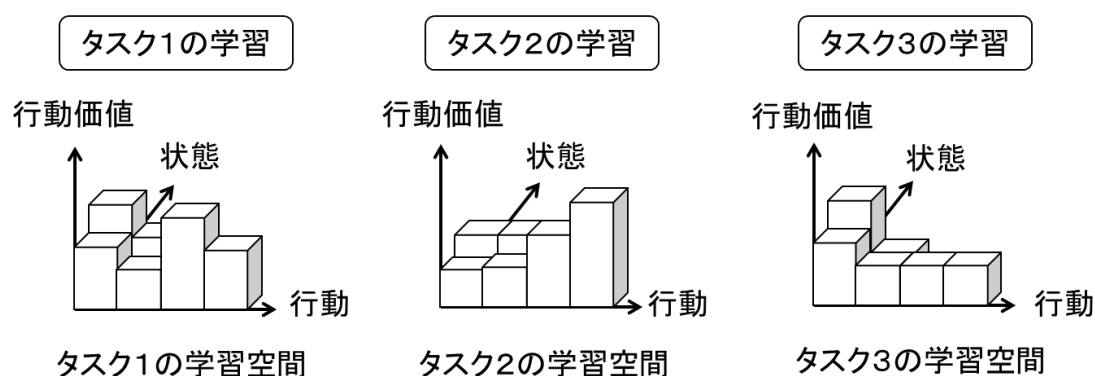 タスク1の学習
タスク2の学習
タスク3の学習
行動価値
状態
行動
行動価値
状態
行動
行動価値
状態
行動
タスク1の学習空間
タスク2の学習空間
タスク3の学習空間